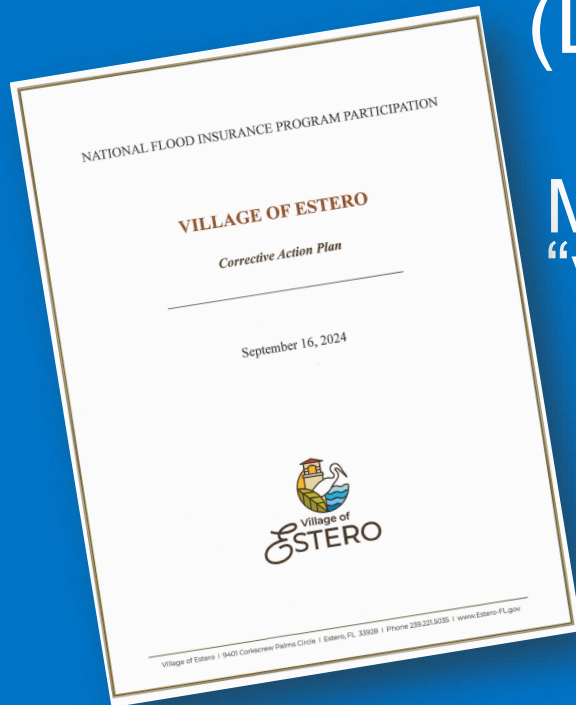 (
NATIONAL FLOOD INSURANCE PROGRAM PARTICIPATION
VILLAGE OF ESTERO
Corrective Action Plan
September 16, 2024
Village of
ESTERO
Village of Estero | 9401 Corkscrew Palms Circle | Estero, FL 33928 | Phone 239.221.5035 | www.Estero-FL.gov